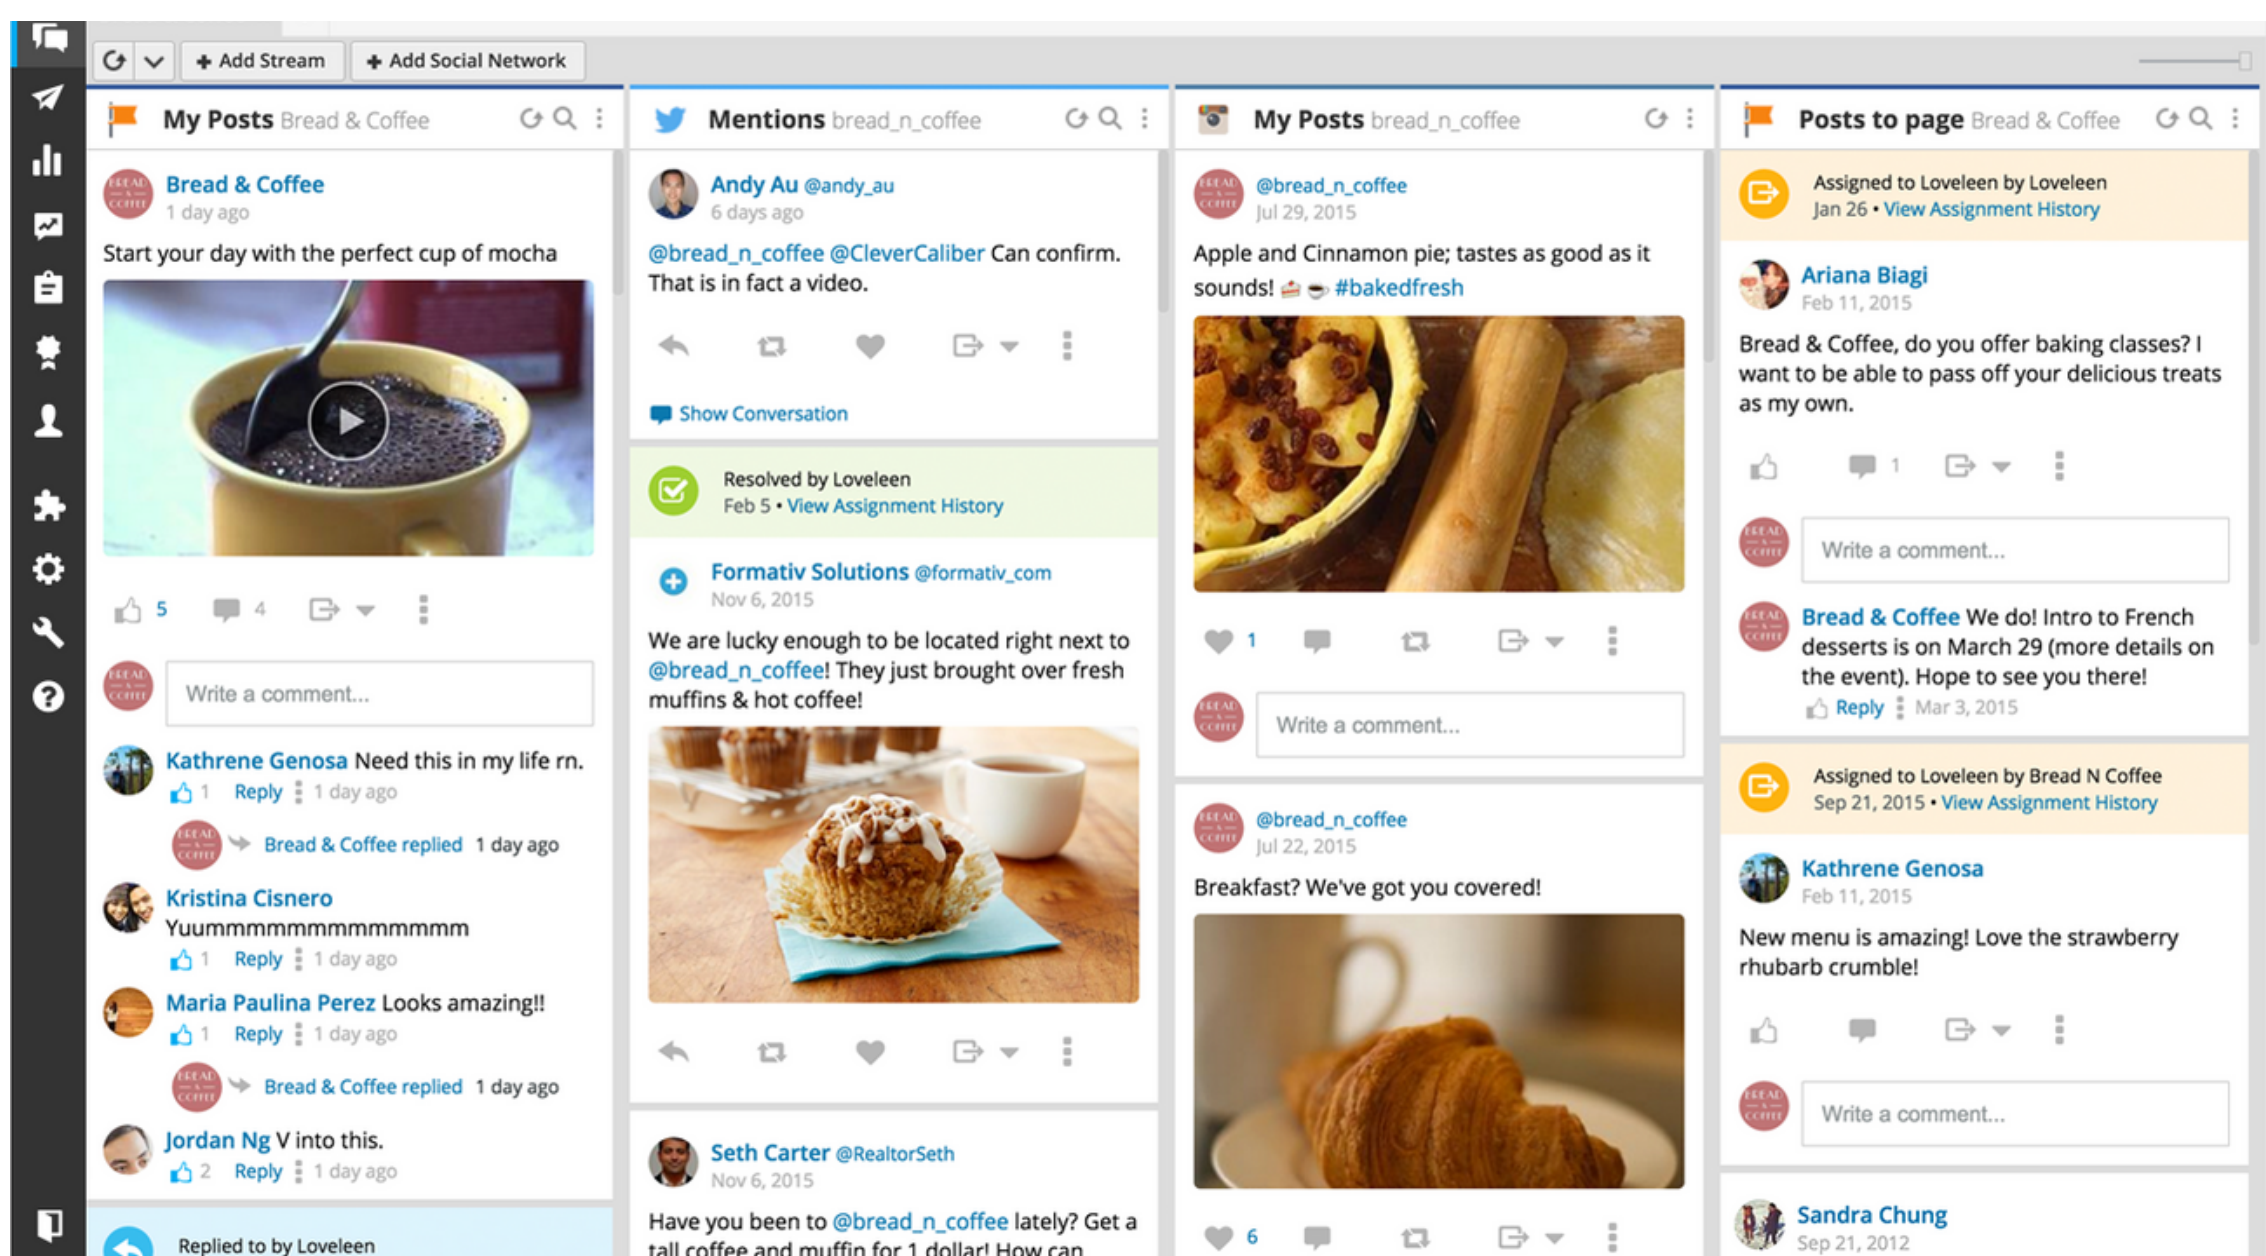 Add Stream
Add Social Network
My Posts Bread & Coffee
Bread & Coffee
1 day ago
Start your day with the perfect cup of mocha
5
4
Write a comment...
Kathrene Genosa Need this in my life rn.
1 Reply 1 day ago
Bread & Coffee replied 1 day ago
Kristina Cisnero
Yuummmmmmmmmmmmm
1 Reply 1 day ago
Maria Paulina Perez Looks amazing!!
1 Reply 1 day ago
Bread & Coffee replied 1 day ago
Jordan Ng V into this.
2 Reply 1 day ago
Replied to by Loveleen
Mentions bread_n_coffee
Andy Au @andy_au
6 days ago
@bread_n_coffee @CleverCaliber Can confirm.
That is in fact a video.
Show Conversation
Resolved by Loveleen
Feb 5 • View Assignment History
Formativ Solutions @formativ_com
Nov 6, 2015
We are lucky enough to be located right next to
@bread_n_coffee! They just brought over fresh
muffins & hot coffee!
Seth Carter @RealtorSeth
Nov 6, 2015
Have you been to @bread_n_coffee lately? Get a
tall coffee and muffin for 1 dollar! How can
My Posts bread_n_coffee
@bread_n_coffee
Jul 29, 2015
Apple and Cinnamon pie; tastes as good as it
sounds! 🍰 ☕ #bakedfresh
1
Write a comment...
@bread_n_coffee
Jul 22, 2015
Breakfast? We've got you covered!
6
Posts to page Bread & Coffee
Assigned to Loveleen by Loveleen
Jan 26 • View Assignment History
Ariana Biagi
Feb 11, 2015
Bread & Coffee, do you offer baking classes? I
want to be able to pass off your delicious treats
as my own.
1
Write a comment...
Bread & Coffee We do! Intro to French
desserts is on March 29 (more details on
the event). Hope to see you there!
Reply Mar 3, 2015
Assigned to Loveleen by Bread N Coffee
Sep 21, 2015 • View Assignment History
Kathrene Genosa
Feb 11, 2015
New menu is amazing! Love the strawberry
rhubarb crumble!
Write a comment...
Sandra Chung
Sep 21, 2012